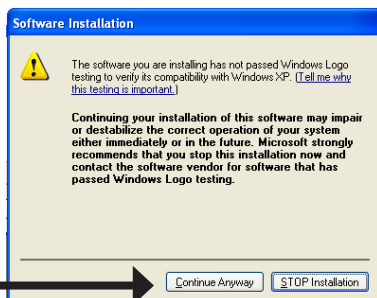 Software Installation
The software you are installing has not passed Windows Logo
testing to verify its compatibility with Windows XP. (Tell me why
this testing is important.)
Continuing your installation of this software may impair
or destabilize the correct operation of your system
either immediately or in the future. Microsoft strongly
recommends that you stop this installation now and
contact the software vendor for software that has
passed Windows Logo testing.
Continue Anyway STOP Installation